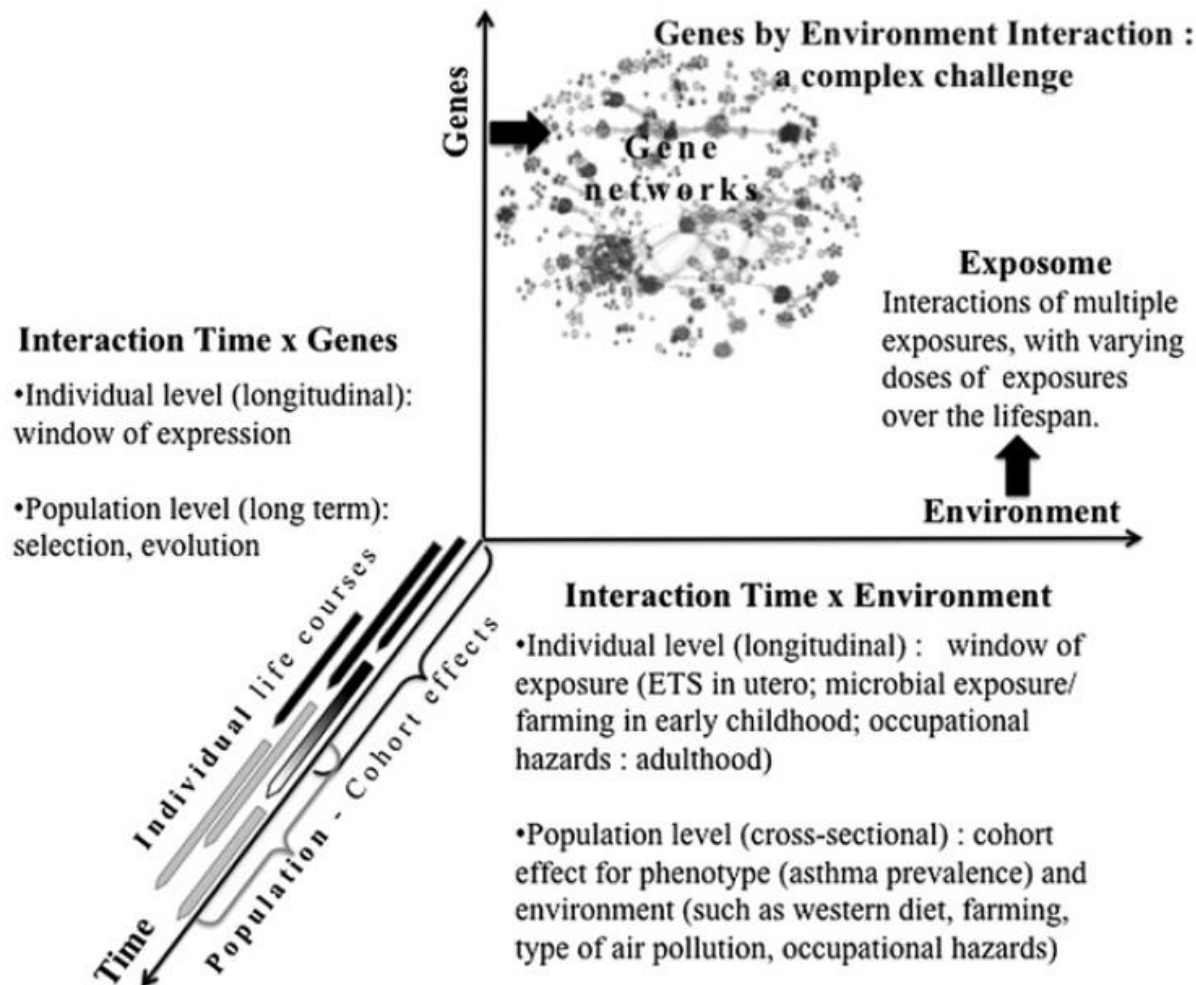 Genes by Environment Interaction :
a complex challenge
Genes
Gene
networks
Exposome
Interactions of multiple
exposures, with varying
doses of exposures
over the lifespan.
Environment
Interaction Time x Genes
•Individual level (longitudinal):
window of expression
•Population level (long term):
selection, evolution
Individual life courses
Population - Cohort effects
Time
Interaction Time x Environment
•Individual level (longitudinal) : window of
exposure (ETS in utero; microbial exposure/
farming in early childhood; occupational
hazards : adulthood)
•Population level (cross-sectional) : cohort
effect for phenotype (asthma prevalence) and
environment (such as western diet, farming,
type of air pollution, occupational hazards)